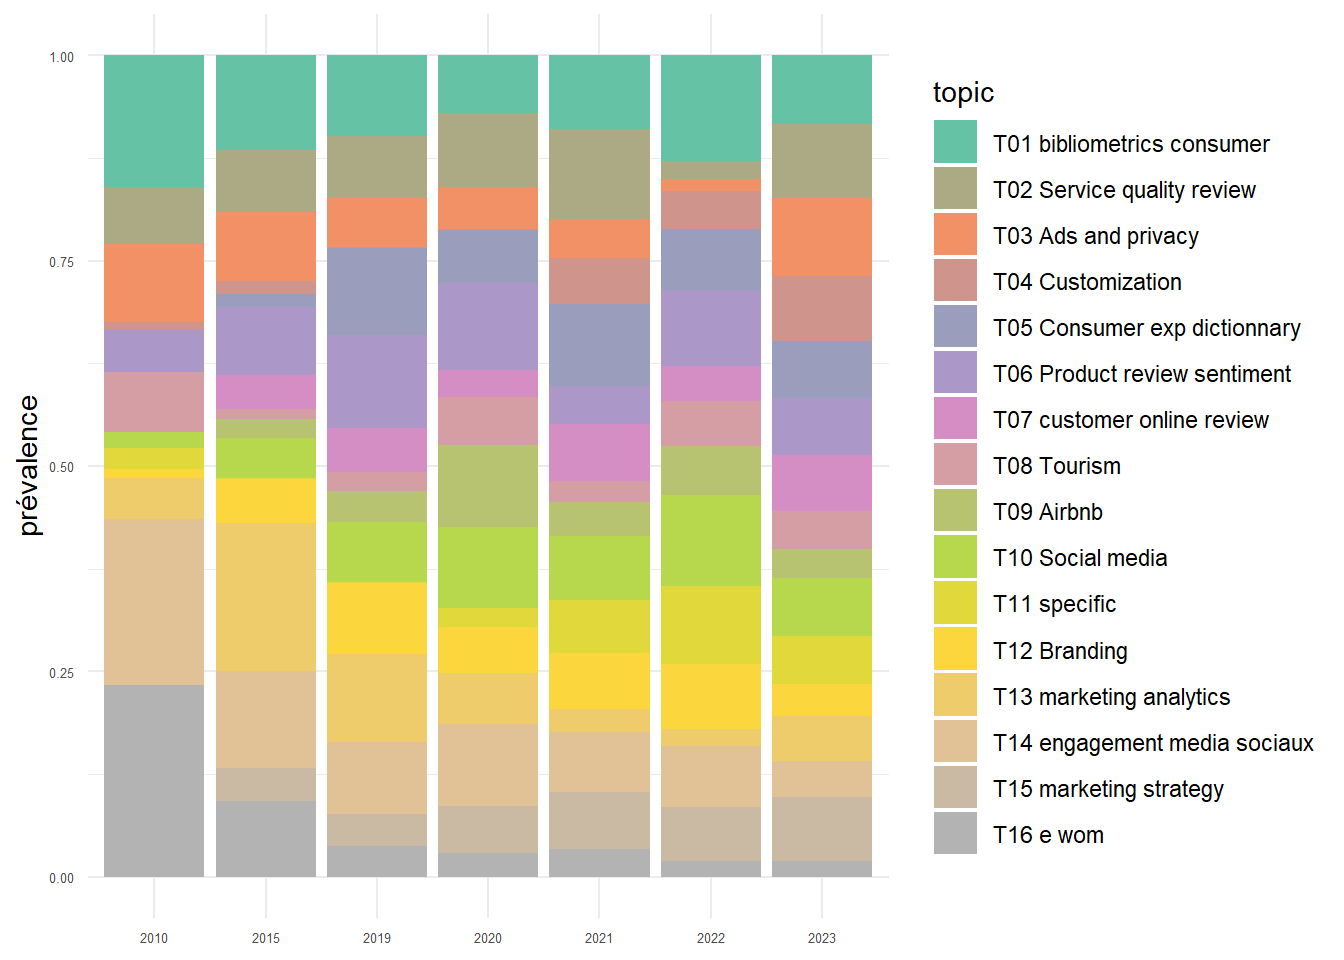 1.00
0.75
0.50
0.25
0.00
prévalence
2010 2015 2019 2020 2021 2022 2023
topic
T01 bibliometrics consumer
T02 Service quality review
T03 Ads and privacy
T04 Customization
T05 Consumer exp dictionnary
T06 Product review sentiment
T07 customer online review
T08 Tourism
T09 Airbnb
T10 Social media
T11 specific
T12 Branding
T13 marketing analytics
T14 engagement media sociaux
T15 marketing strategy
T16 e wom